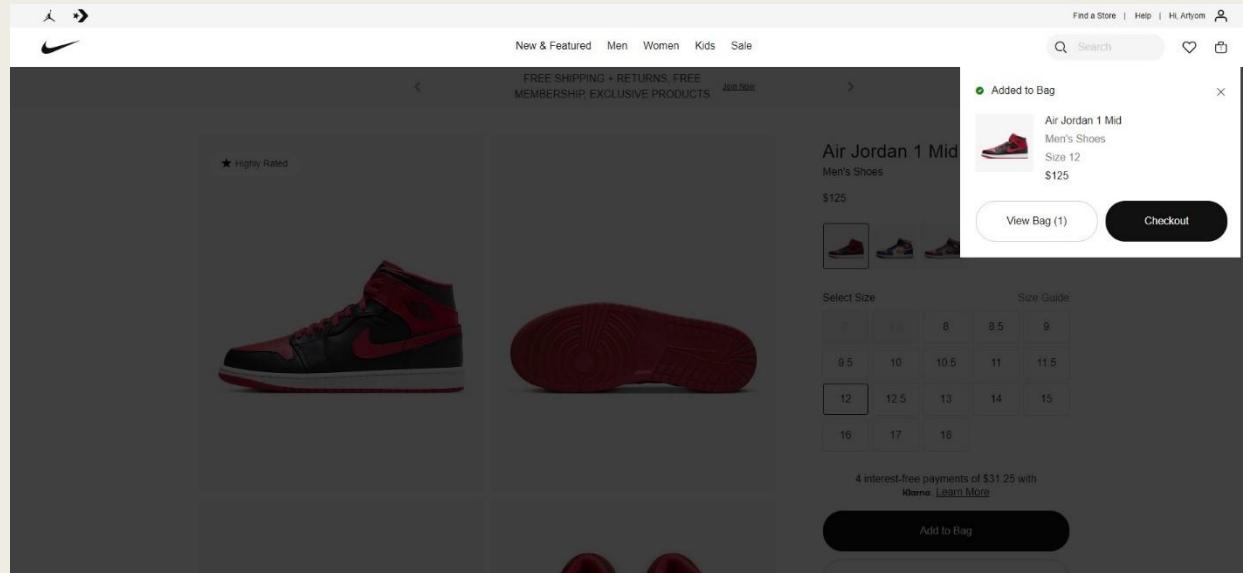 Find a Store | Help | Hi, Artyom
New & Featured Men Women Kids Sale
Search
1
FREE SHIPPING + RETURNS, FREE
MEMBERSHIP, EXCLUSIVE PRODUCTS Join Now
Added to Bag
Air Jordan 1 Mid
Men's Shoes
Size 12
$125
View Bag (1) Checkout
Highly Rated
Air Jordan 1 Mid
Men's Shoes
$125
Select Size Size Guide
7 8 8.5 9
9.5 10 10.5 11 11.5
12 12.5 13 14 15
16 17 18
4 interest-free payments of $31.25 with
Klarna. Learn More
Add to Bag